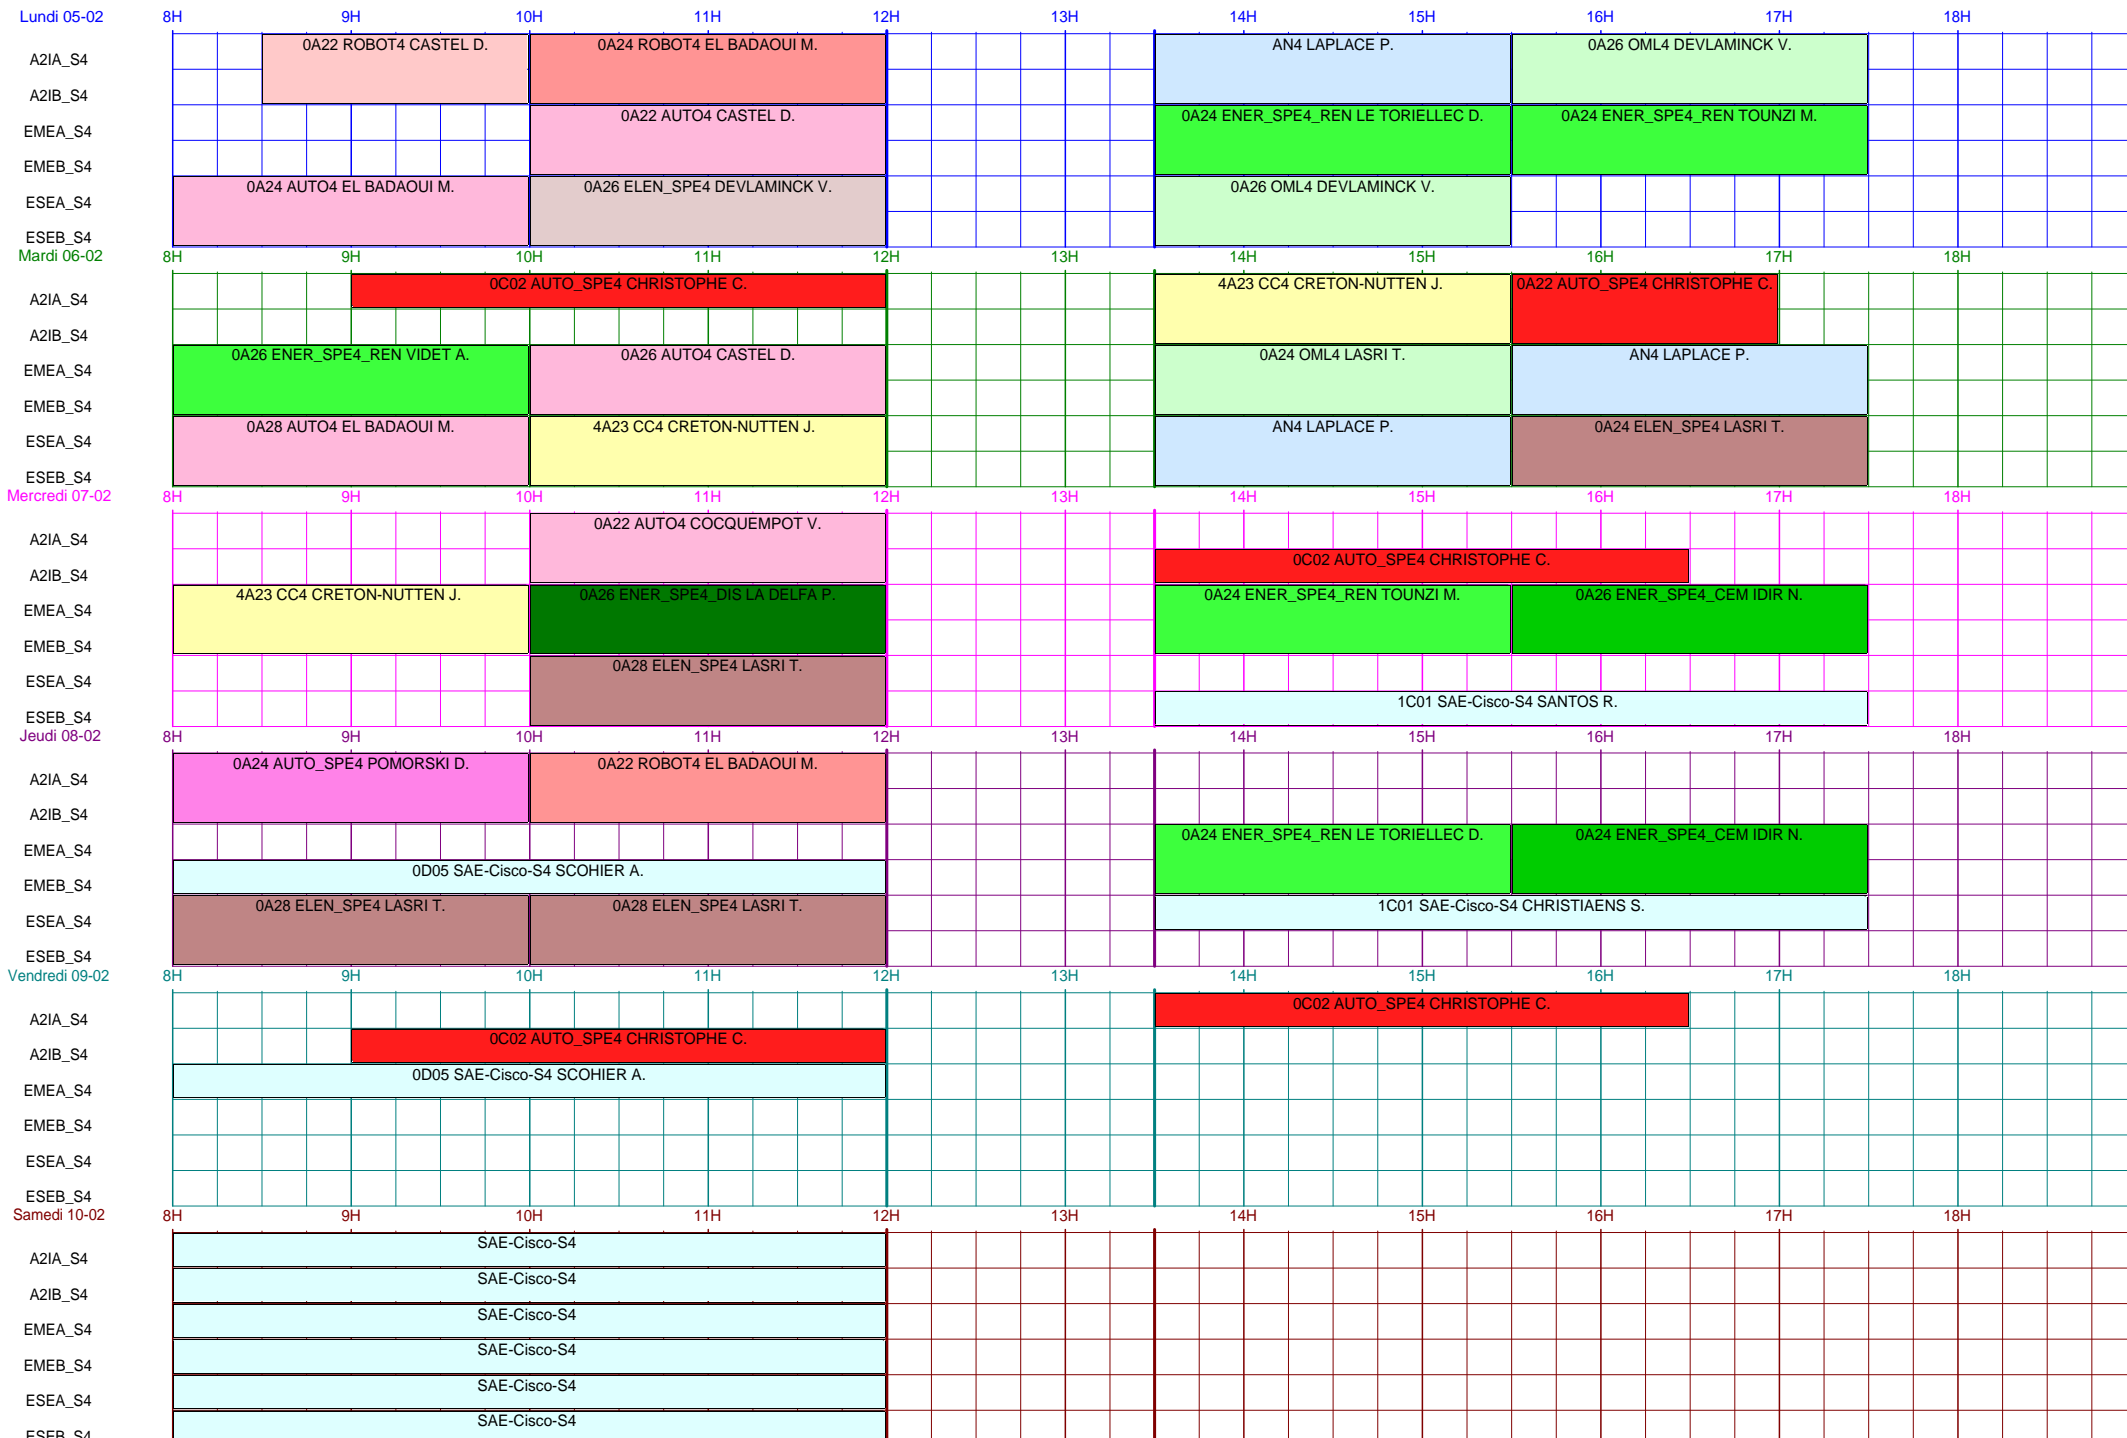 Lundi 05-02 8H 9H 10H 11H 12H 13H 14H 15H 16H 17H 18H
0A22 ROBOT4 CASTEL D. 0A24 ROBOT4 EL BADAOUI M. AN4 LAPLACE P. 0A26 OML4 DEVLAMINCK V.
A2IA_S4
A2IB_S4
0A22 AUTO4 CASTEL D. 0A24 ENER_SPE4_REN LE TORIELLEC D. 0A24 ENER_SPE4_REN TOUNZI M.
EMEA_S4
EMEB_S4
0A24 AUTO4 EL BADAOUI M. 0A26 ELEN_SPE4 DEVLAMINCK V. 0A26 OML4 DEVLAMINCK V.
ESEA_S4
ESEB_S4
Mardi 06-02 8H 9H 10H 11H 12H 13H 14H 15H 16H 17H 18H
0C02 AUTO_SPE4 CHRISTOPHE C. 4A23 CC4 CRETON-NUTTEN J. 0A22 AUTO_SPE4 CHRISTOPHE C.
A2IA_S4
A2IB_S4
0A26 ENER_SPE4_REN VIDET A. 0A26 AUTO4 CASTEL D. 0A24 OML4 LASRI T. AN4 LAPLACE P.
EMEA_S4
EMEB_S4
0A28 AUTO4 EL BADAOUI M. 4A23 CC4 CRETON-NUTTEN J. AN4 LAPLACE P. 0A24 ELEN_SPE4 LASRI T.
ESEA_S4
ESEB_S4
Mercredi 07-02 8H 9H 10H 11H 12H 13H 14H 15H 16H 17H 18H
0A22 AUTO4 COCQUEMPOT V.
A2IA_S4
0C02 AUTO_SPE4 CHRISTOPHE C.
A2IB_S4
4A23 CC4 CRETON-NUTTEN J. 0A26 ENER_SPE4_DIS LA DELFA P. 0A24 ENER_SPE4_REN TOUNZI M. 0A26 ENER_SPE4_CEM IDIR N.
EMEA_S4
EMEB_S4
0A28 ELEN_SPE4 LASRI T.
ESEA_S4
1C01 SAE-Cisco-S4 SANTOS R.
ESEB_S4
Jeudi 08-02 8H 9H 10H 11H 12H 13H 14H 15H 16H 17H 18H
0A24 AUTO_SPE4 POMORSKI D. 0A22 ROBOT4 EL BADAOUI M.
A2IA_S4
A2IB_S4
0A24 ENER_SPE4_REN LE TORIELLEC D. 0A24 ENER_SPE4_CEM IDIR N.
EMEA_S4
0D05 SAE-Cisco-S4 SCOHIER A.
EMEB_S4
0A28 ELEN_SPE4 LASRI T. 0A28 ELEN_SPE4 LASRI T. 1C01 SAE-Cisco-S4 CHRISTIAENS S.
ESEA_S4
ESEB_S4
Vendredi 09-02 8H 9H 10H 11H 12H 13H 14H 15H 16H 17H 18H
0C02 AUTO_SPE4 CHRISTOPHE C.
A2IA_S4
0C02 AUTO_SPE4 CHRISTOPHE C.
A2IB_S4
0D05 SAE-Cisco-S4 SCOHIER A.
EMEA_S4
EMEB_S4
ESEA_S4
ESEB_S4
Samedi 10-02 8H 9H 10H 11H 12H 13H 14H 15H 16H 17H 18H
SAE-Cisco-S4
A2IA_S4
SAE-Cisco-S4
A2IB_S4
SAE-Cisco-S4
EMEA_S4
SAE-Cisco-S4
EMEB_S4
SAE-Cisco-S4
ESEA_S4
SAE-Cisco-S4
ESEB_S4